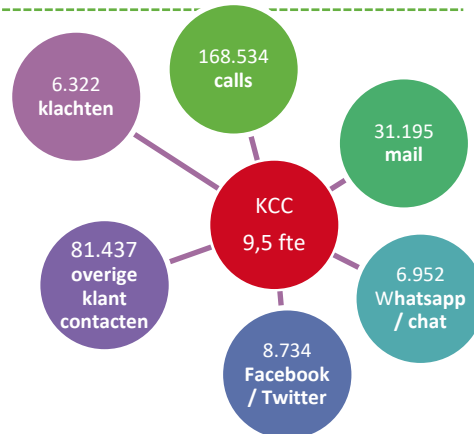 168.534
calls
6.322
klachten
31.195
mail
KCC
9,5 fte
81.437
overige
klant
contacten
6.952
Whatsapp
/ chat
8.734
Facebook
/ Twitter